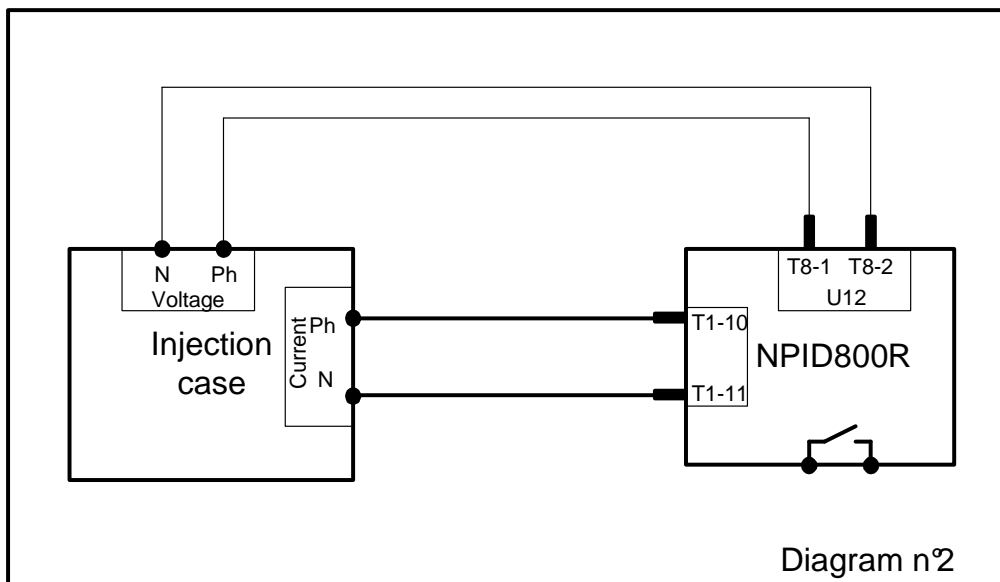 N Ph
Voltage
Injection
case
Current
Ph
N
T8-1 T8-2
U12
T1-10
NPID800R
T1-11
Diagram n°2